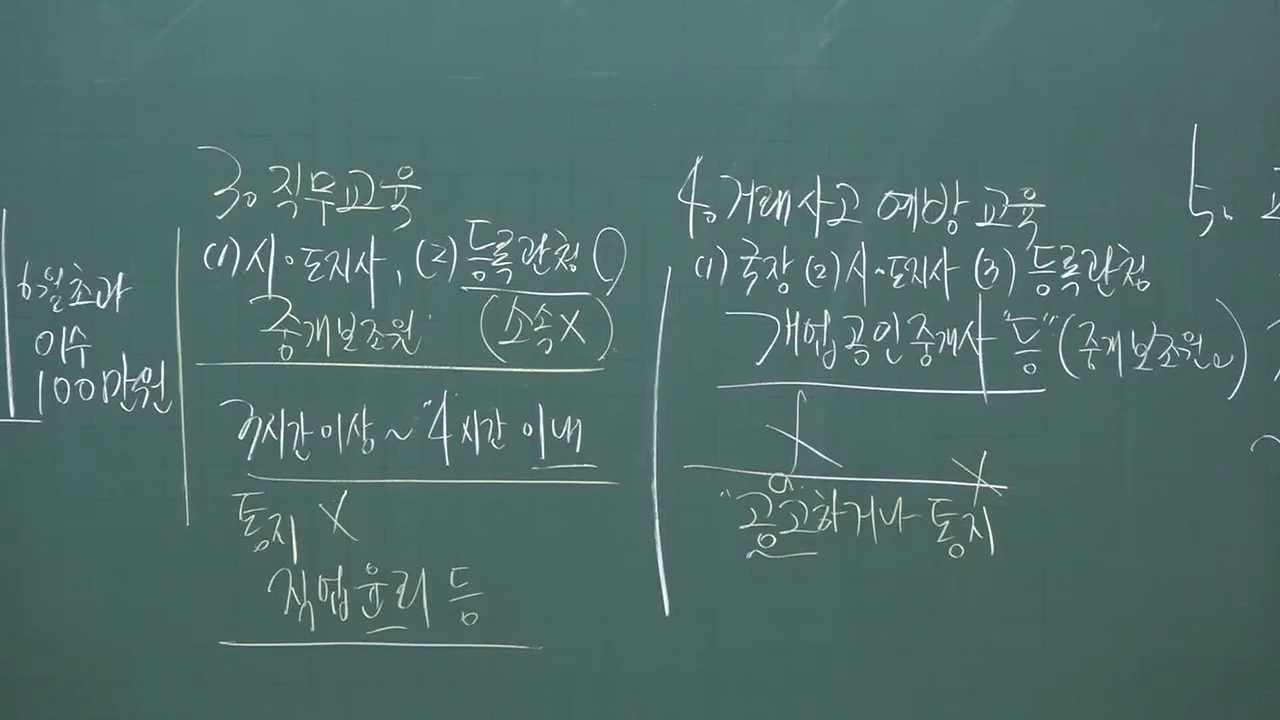 6월초과
이수
100만원
3. 직무교육
(1) 시·도지사, (2) 등록관청
중개보조원 (소속X)
3시간이상 ~ "4시간 이내
통지 X
직업윤리 등
4. 거래사고 예방교육
(1) 국장 (2) 시·도지사 (3) 등록관청
개업공인중개사 "등" (중개보조원o)
X X
"공고하거나 통지
5.